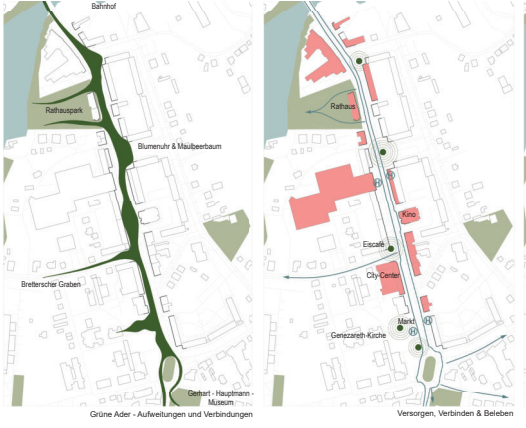 Bahnhof
Rathauspark
Blumenuhr & Maulbeerbaum
Bretterscher Graben
Gerhart - Hauptmann -
Museum
Grüne Ader - Aufweitungen und Verbindungen
Rathaus
H
H
Kino
Eiscafé
City-Center
Markt
H
H
Genezareth-Kirche
Versorgen, Verbinden & Beleben